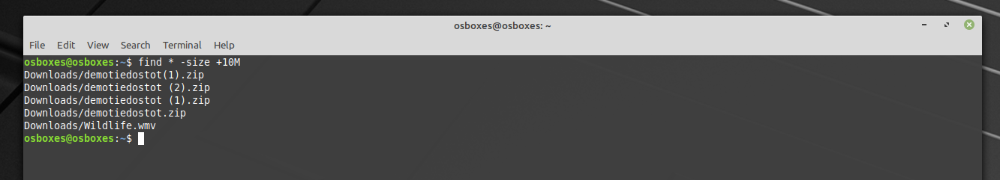 osboxes@osboxes: ~
File Edit View Search Terminal Help
osboxes@osboxes:~$ find * -size +10M
Downloads/demotiedostot(1).zip
Downloads/demotiedostot (2).zip
Downloads/demotiedostot (1).zip
Downloads/demotiedostot.zip
Downloads/Wildlife.wmv
osboxes@osboxes:~$